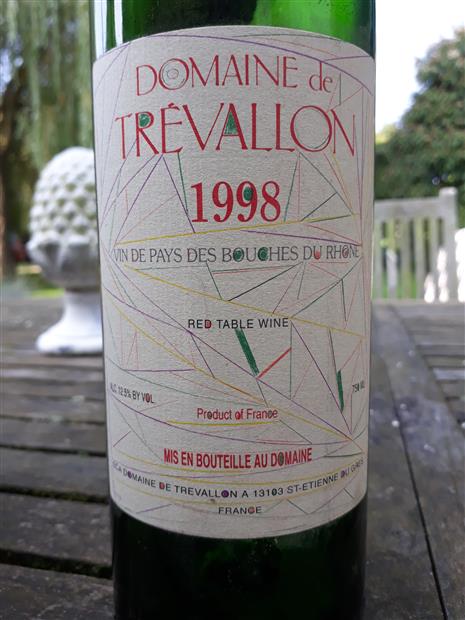 DOMAINE de
TRÉVALLON
1998
VIN DE PAYS DES BOUCHES DU RHÔNE
RED TABLE WINE
ALC. 12.5% BY VOL.
750 ML
Product of France
MIS EN BOUTEILLE AU DOMAINE
SCA DOMAINE DE TREVALLON A 13103 ST-ETIENNE DU GRES
FRANCE